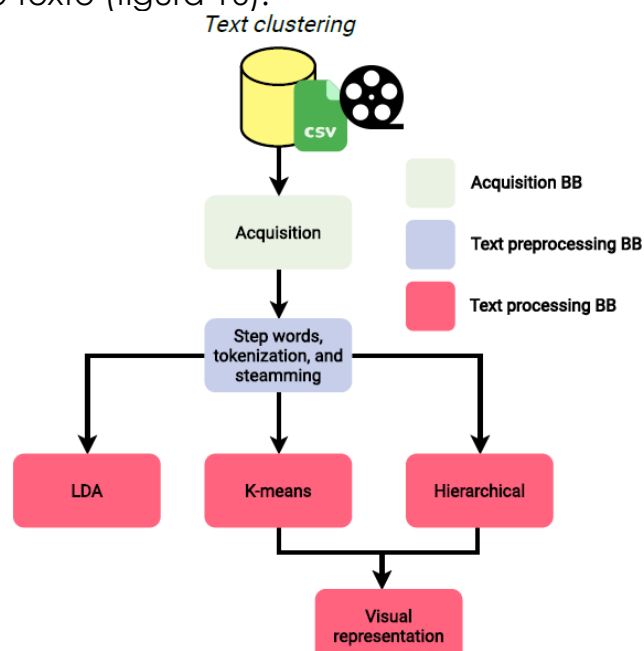 Text clustering
CSV
Acquisition
Acquisition BB
Text preprocessing BB
Text processing BB
Step words,
tokenization, and
steamming
LDA
K-means
Hierarchical
Visual
representation